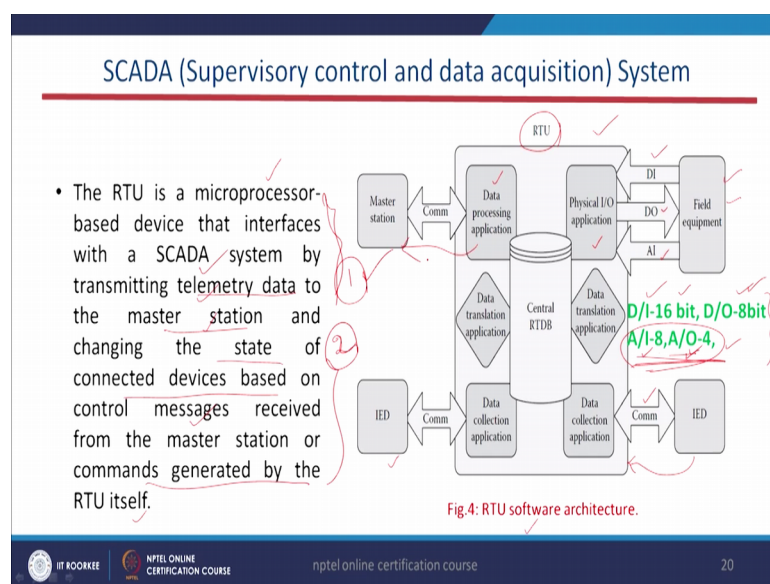 SCADA (Supervisory control and data acquisition) System
• The RTU is a microprocessor-
based device that interfaces
with a SCADA system by
transmitting telemetry data to
the master station and
changing the state of
connected devices based on
control messages received
from the master station or
commands generated by the
RTU itself.
1
2
RTU
Master
station
Comm
Data
processing
application
Physical I/O
application
DI
DO
AI
Field
equipment
Data
translation
application
Central
RTDB
Data
translation
application
D/I-16 bit, D/O-8bit
A/I-8,A/O-4,
IED
Comm
Data
collection
application
Data
collection
application
Comm
IED
Fig.4: RTU software architecture.
IIT ROORKEE
NPTEL ONLINE
CERTIFICATION COURSE
nptel online certification course
20